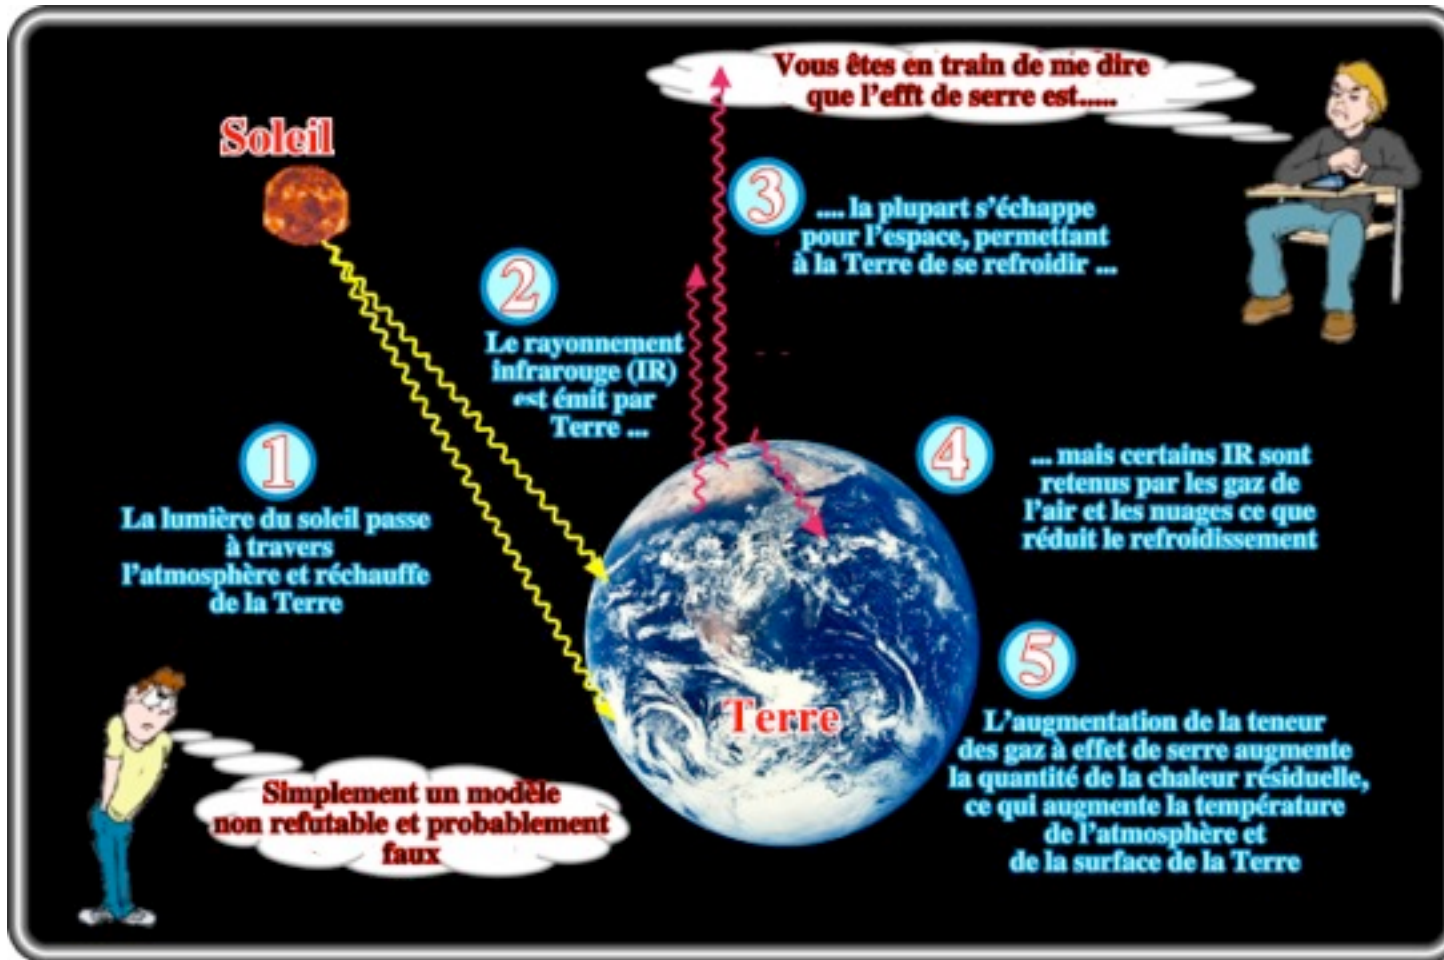 Vous êtes en train de me dire
que l'efft de serre est.....
Soleil
3
.... la plupart s'échappe
pour l'espace, permettant
à la Terre de se refroidir ...
2
Le rayonnement
infrarouge (IR)
est émit par
Terre ...
1
La lumière du soleil passe
à travers
l'atmosphère et réchauffe
de la Terre
4
... mais certains IR sont
retenus par les gaz de
l'air et les nuages ce que
réduit le refroidissement
5
L'augmentation de la teneur
des gaz à effet de serre augmente
la quantité de la chaleur résiduelle,
ce qui augmente la température
de l'atmosphère et
de la surface de la Terre
Terre
Simplement un modèle
non refutable et probablement
faux